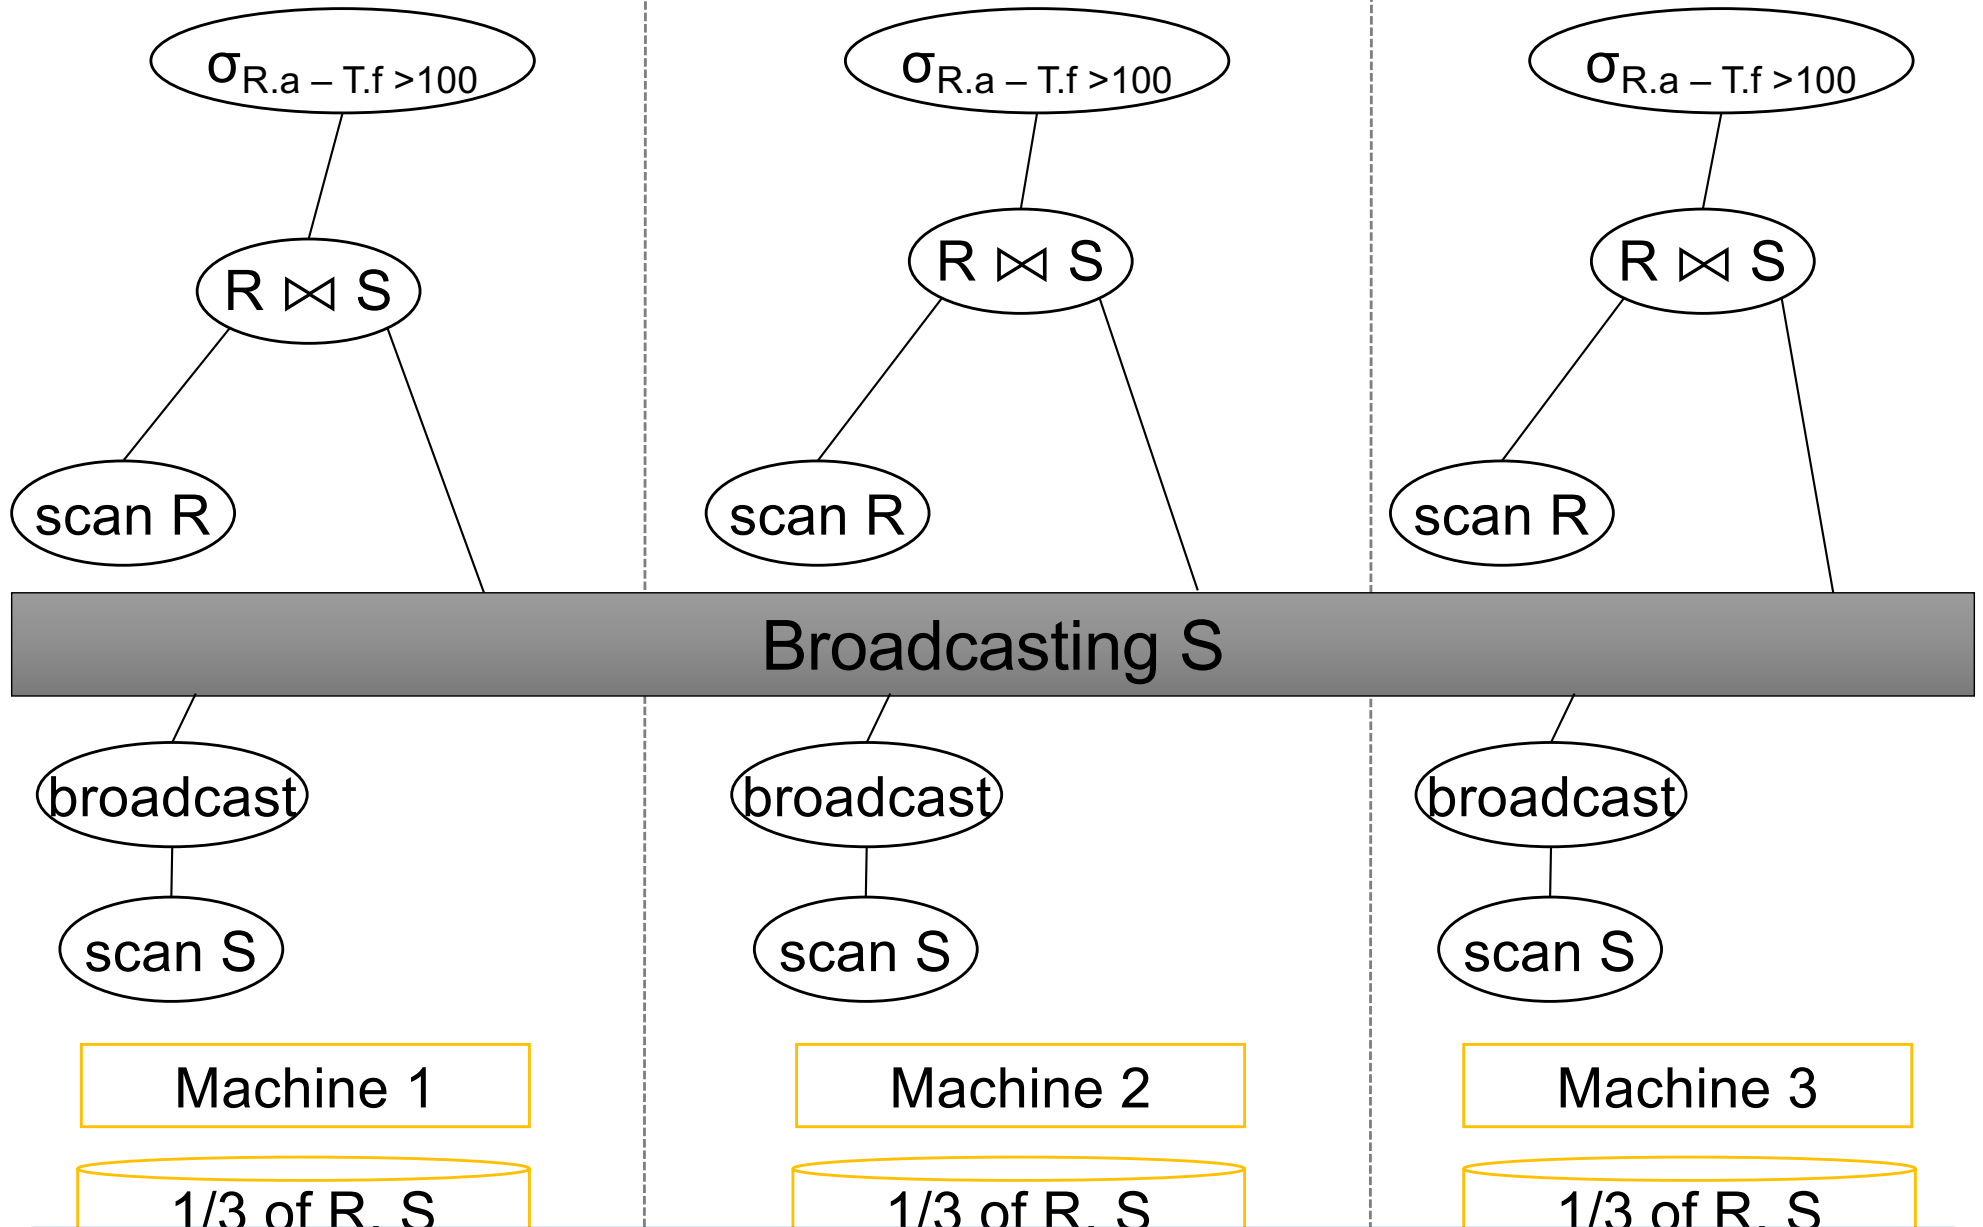 σR.a – T.f >100 σR.a – T.f >100 σR.a – T.f >100
R ⋈ S R ⋈ S R ⋈ S
scan R scan R scan R
Broadcasting S
broadcast broadcast broadcast
scan S scan S scan S
Machine 1 Machine 2 Machine 3
1/3 of R, S 1/3 of R, S 1/3 of R, S